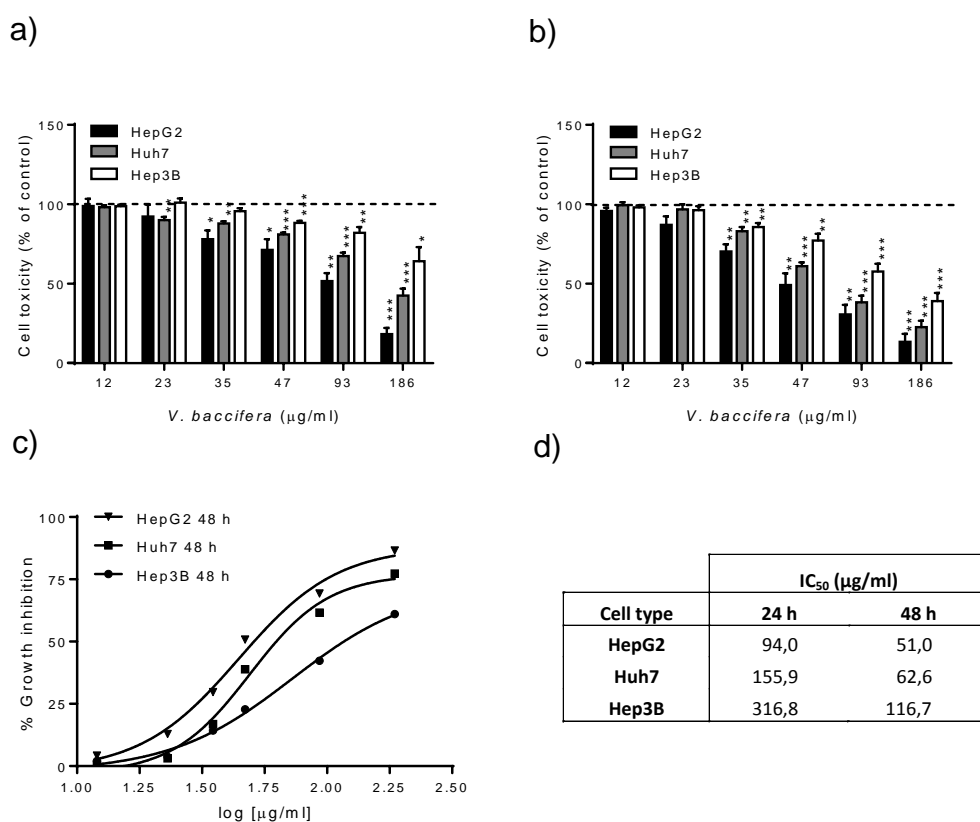 a)
150
100
50
0
Cell toxicity (% of control)
HepG2
Huh7
Hep3B
**
*
**
*
***
***
**
***
**
***
***
*
12 23 35 47 93 186
V. baccifera (µg/ml)
b)
150
100
50
0
Cell toxicity (% of control)
HepG2
Huh7
Hep3B
**
**
**
**
***
**
**
***
***
***
***
***
12 23 35 47 93 186
V. baccifera (µg/ml)
c)
100
75
50
25
0
% Growth inhibition
HepG2 48 h
Huh7 48 h
Hep3B 48 h
1.00 1.25 1.50 1.75 2.00 2.25 2.50
log [µg/ml]
d)
IC₅₀ (µg/ml)
Cell type 24 h 48 h
HepG2 94,0 51,0
Huh7 155,9 62,6
Hep3B 316,8 116,7